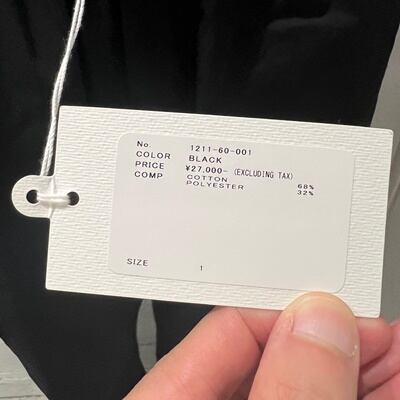 No. 1211-60-001
COLOR BLACK
PRICE ¥27,000- (EXCLUDING TAX)
COMP COTTON 68%
POLYESTER 32%
SIZE 1